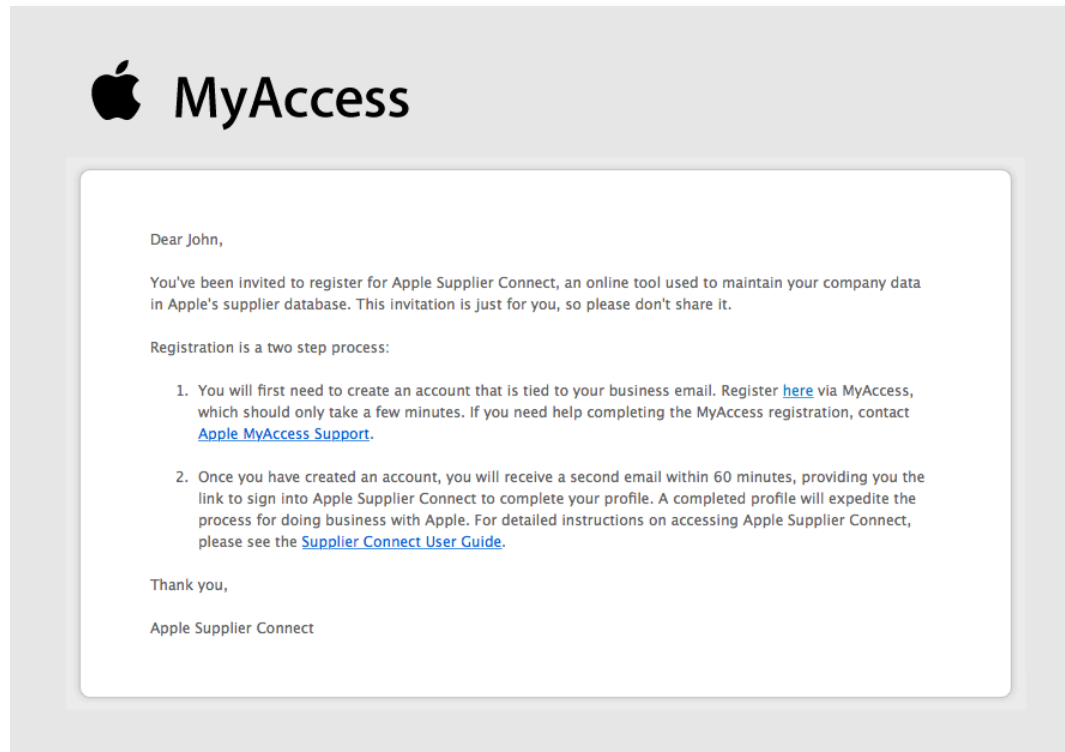 MyAccess
Dear John,
You've been invited to register for Apple Supplier Connect, an online tool used to maintain your company data
in Apple's supplier database. This invitation is just for you, so please don't share it.
Registration is a two step process:
1. You will first need to create an account that is tied to your business email. Register here via MyAccess,
which should only take a few minutes. If you need help completing the MyAccess registration, contact
Apple MyAccess Support.
2. Once you have created an account, you will receive a second email within 60 minutes, providing you the
link to sign into Apple Supplier Connect to complete your profile. A completed profile will expedite the
process for doing business with Apple. For detailed instructions on accessing Apple Supplier Connect,
please see the Supplier Connect User Guide.
Thank you,
Apple Supplier Connect